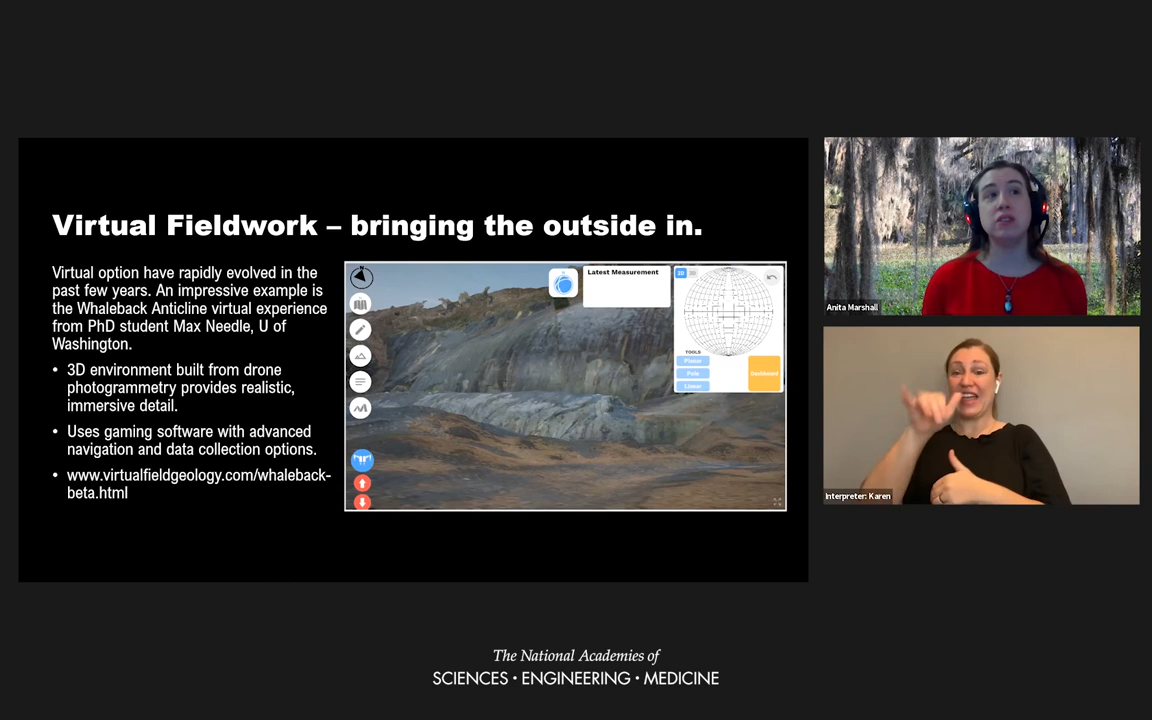 Virtual Fieldwork – bringing the outside in.
Virtual option have rapidly evolved in the
past few years. An impressive example is
the Whaleback Anticline virtual experience
from PhD student Max Needle, U of
Washington.
• 3D environment built from drone
photogrammetry provides realistic,
immersive detail.
• Uses gaming software with advanced
navigation and data collection options.
• www.virtualfieldgeology.com/whaleback-
beta.html
Latest Measurement
TOOLS
Planar
Pole
Linear
Dashboard
Anita Marshall
Interpreter: Karen
The National Academies of
SCIENCES • ENGINEERING • MEDICINE